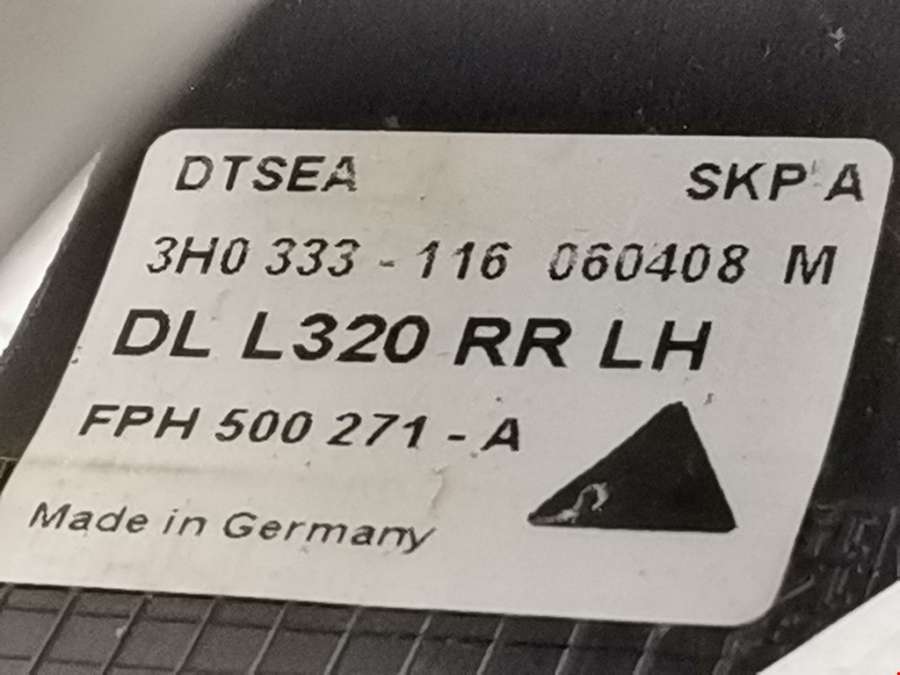 DTSEA SKP A
3H0 333 - 116 060408 M
DL L320 RR LH
FPH 500 271 - A
Made in Germany